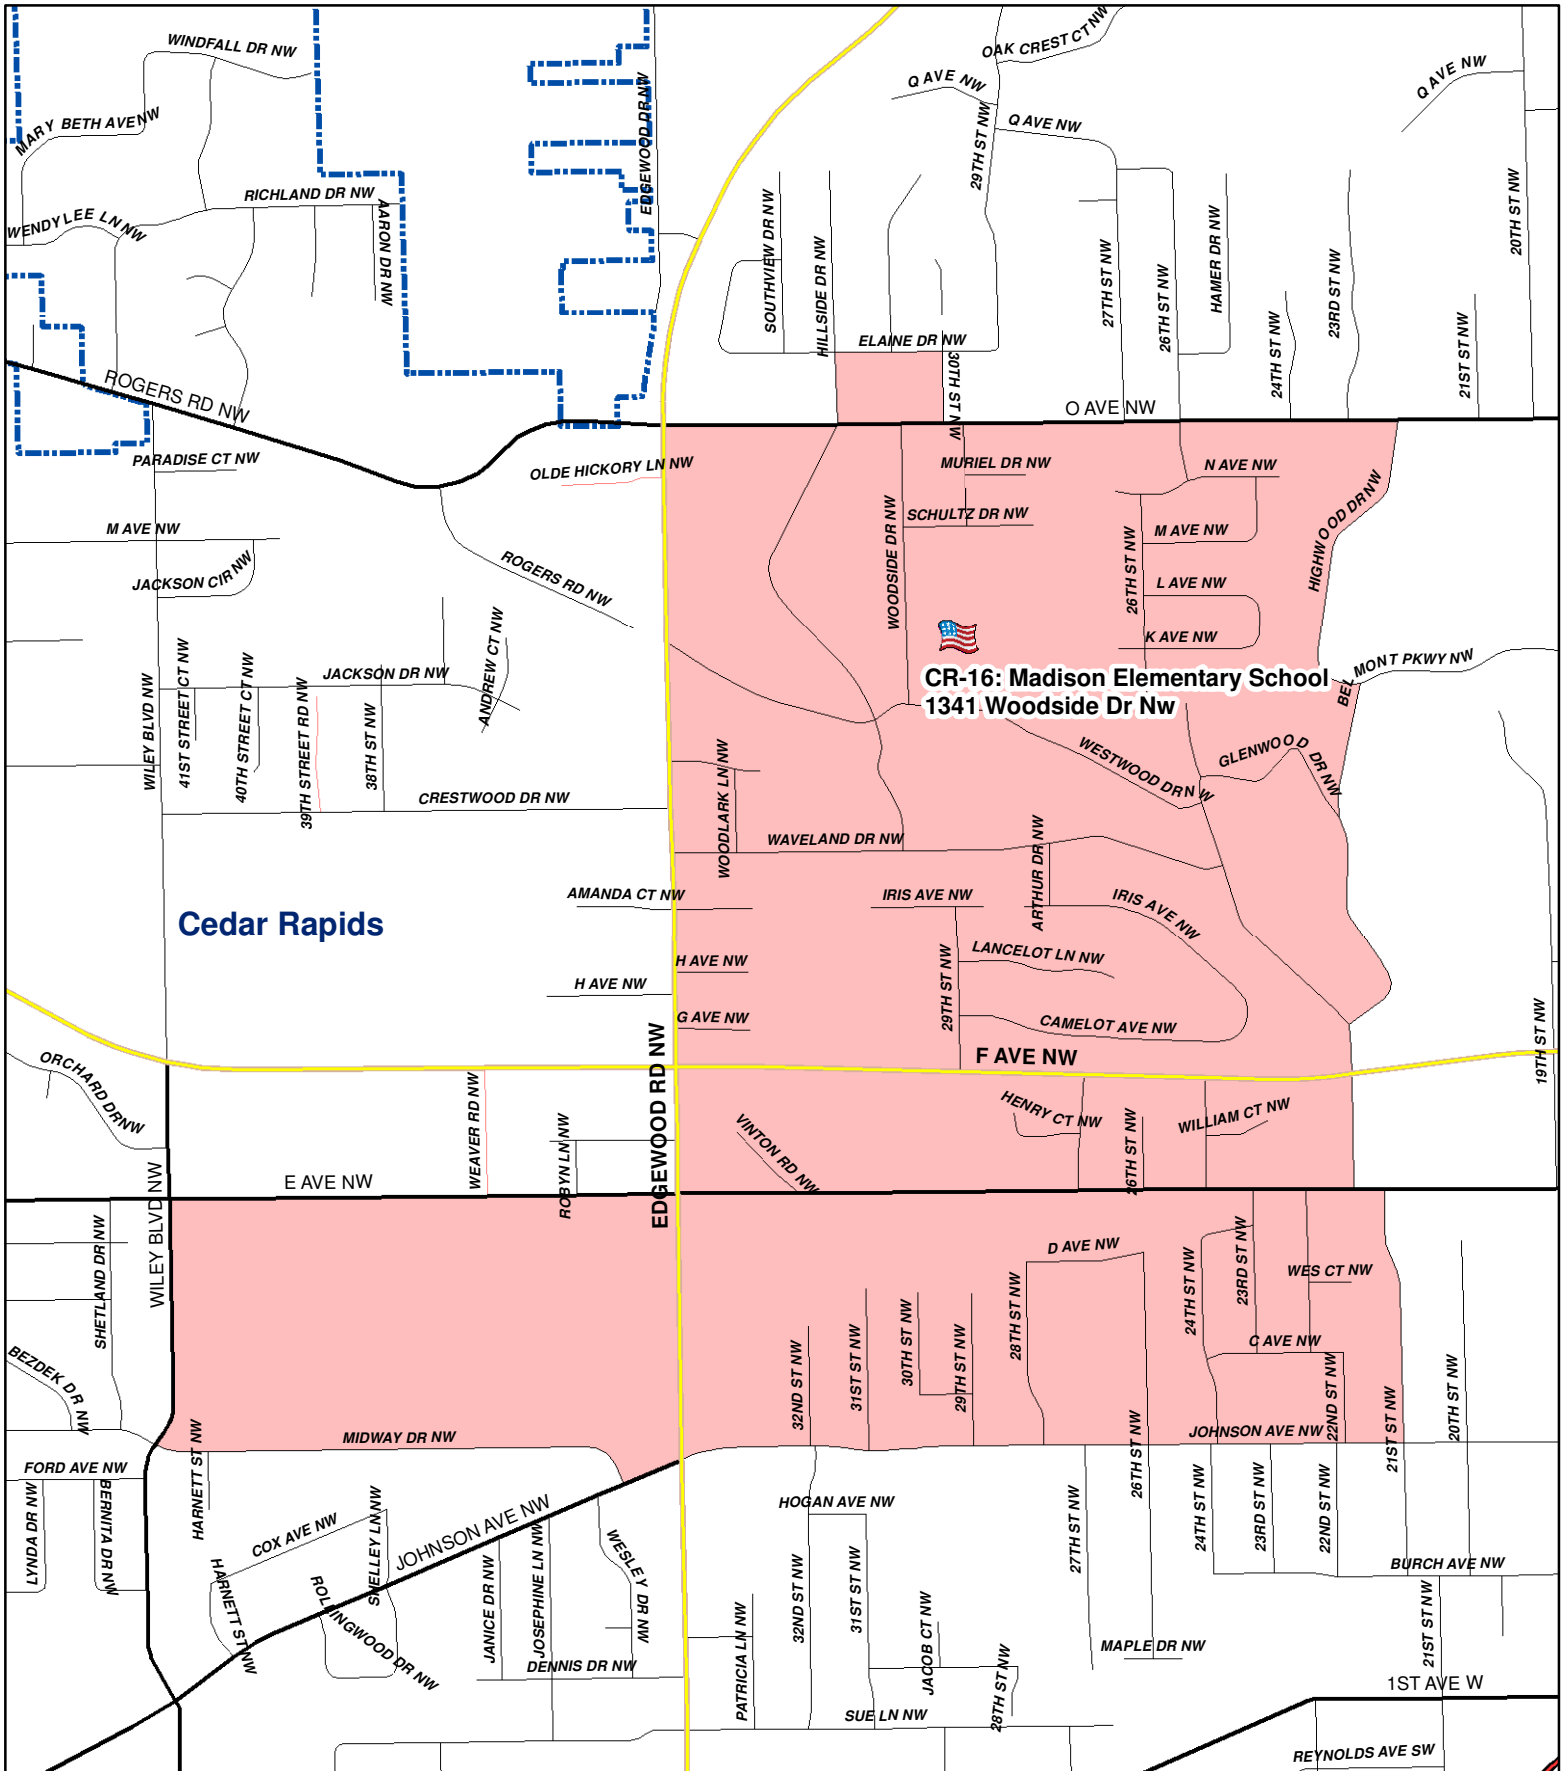 WINDFALL DR NW
OAK CREST CT NW
Q AVE NW
Q AVE NW
EDGEWOOD DR NW
MARY BETH AVE NW
Q AVE NW
29TH ST NW
RICHLAND DR NW
20TH ST NW
WENDY LEE LN NW
AARON DR NW
SOUTHVIEW DR NW
HILLSIDE DR NW
27TH ST NW
26TH ST NW
HAMER DR NW
23RD ST NW
24TH ST NW
21ST ST NW
ELAINE DR NW
30TH ST NW
ROGERS RD NW
O AVE NW
PARADISE CT NW
OLDE HICKORY LN NW
MURIEL DR NW
N AVE NW
HIGHWOOD DR NW
WOODSIDE DR NW
SCHULTZ DR NW
M AVE NW
M AVE NW
26TH ST NW
JACKSON CIR NW
ROGERS RD NW
L AVE NW
K AVE NW
ANDREW CT NW
JACKSON DR NW
WILEY BLVD NW
41ST STREET CT NW
40TH STREET CT NW
39TH STREET RD NW
38TH ST NW
CR-16: Madison Elementary School
1341 Woodside Dr Nw
BELMONT PKWY NW
WESTWOOD DR NW
GLENWOOD DR NW
WOODLARK LN NW
CRESTWOOD DR NW
WAVELAND DR NW
ARTHUR DR NW
AMANDA CT NW
IRIS AVE NW
IRIS AVE NW
Cedar Rapids
LANCELOT LN NW
H AVE NW
H AVE NW
29TH ST NW
G AVE NW
CAMELOT AVE NW
19TH ST NW
F AVE NW
EDGEWOOD RD NW
ORCHARD DR NW
WEAVER RD NW
ROBYN LN NW
VINTON RD NW
HENRY CT NW
26TH ST NW
WILLIAM CT NW
E AVE NW
WILEY BLVD NW
SHETLAND DR NW
D AVE NW
28TH ST NW
24TH ST NW
23RD ST NW
WES CT NW
BEZDEK DR NW
32ND ST NW
31ST ST NW
30TH ST NW
29TH ST NW
C AVE NW
22ND ST NW
20TH ST NW
21ST ST NW
26TH ST NW
JOHNSON AVE NW
MIDWAY DR NW
HARNETT ST NW
FORD AVE NW
LYNDA DR NW
BERNITA DR NW
COX AVE NW
SHELLEY LN NW
JOHNSON AVE NW
HOGAN AVE NW
27TH ST NW
24TH ST NW
23RD ST NW
22ND ST NW
BURCH AVE NW
HARNETT ST NW
ROLLINGWOOD DR NW
JANICE DR NW
JOSEPHINE LN NW
WESLEY DR NW
32ND ST NW
31ST ST NW
JACOB CT NW
PATRICIA LN NW
28TH ST NW
MAPLE DR NW
21ST ST NW
DENNIS DR NW
1ST AVE W
SUE LN NW
REYNOLDS AVE SW